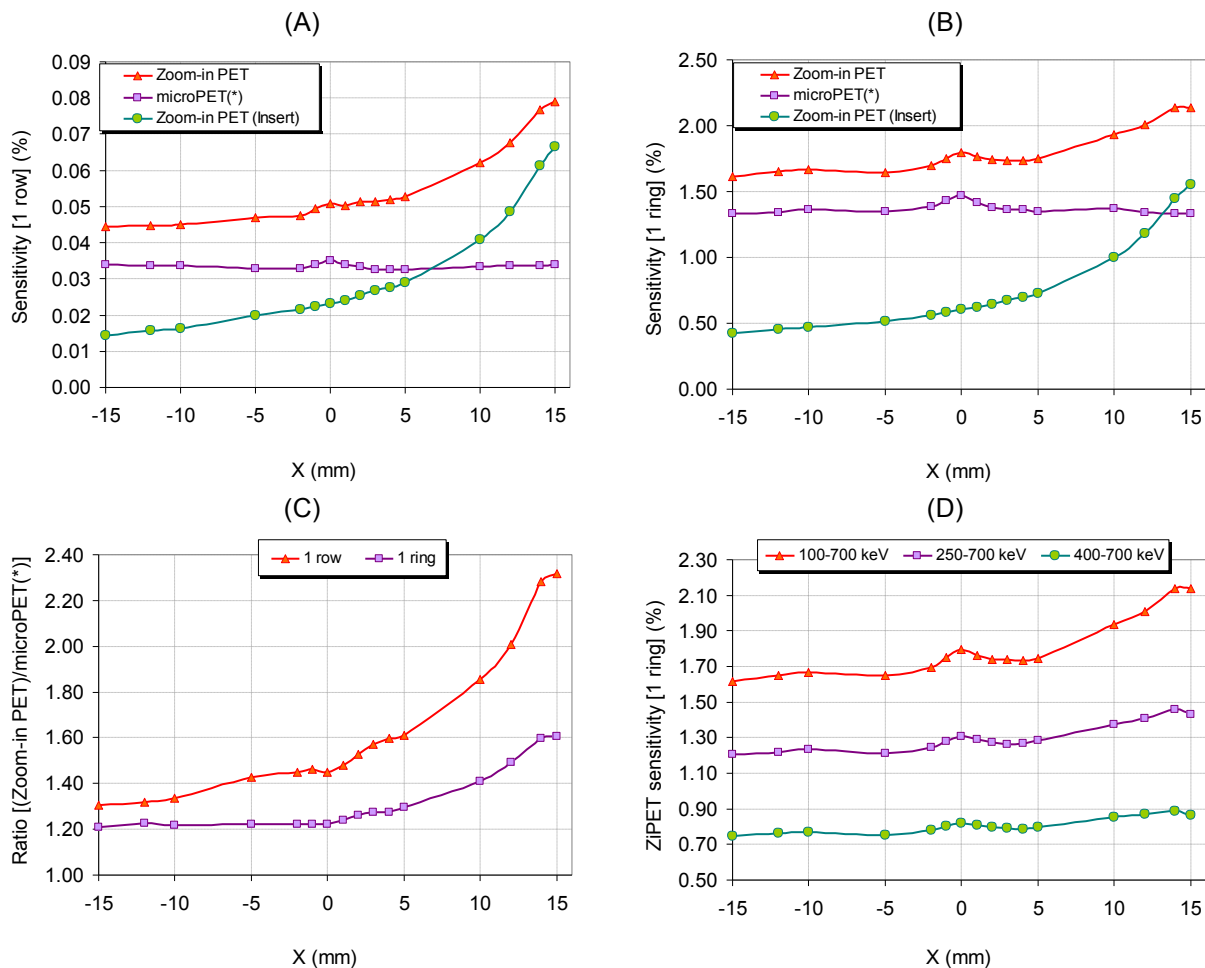 (A)
Sensitivity [1 row] (%)
0.09
0.08
0.07
0.06
0.05
0.04
0.03
0.02
0.01
0.00
Zoom-in PET
microPET(*)
Zoom-in PET (Insert)
-15 -10 -5 0 5 10 15
X (mm)
(B)
Sensitivity [1 ring] (%)
2.50
2.00
1.50
1.00
0.50
0.00
Zoom-in PET
microPET(*)
Zoom-in PET (Insert)
-15 -10 -5 0 5 10 15
X (mm)
(C)
Ratio [(Zoom-in PET)/microPET(*)]
2.40
2.20
2.00
1.80
1.60
1.40
1.20
1.00
1 row 1 ring
-15 -10 -5 0 5 10 15
X (mm)
(D)
ZiPET sensitivity [1 ring] (%)
2.30
2.10
1.90
1.70
1.50
1.30
1.10
0.90
0.70
0.50
100-700 keV 250-700 keV 400-700 keV
-15 -10 -5 0 5 10 15
X (mm)